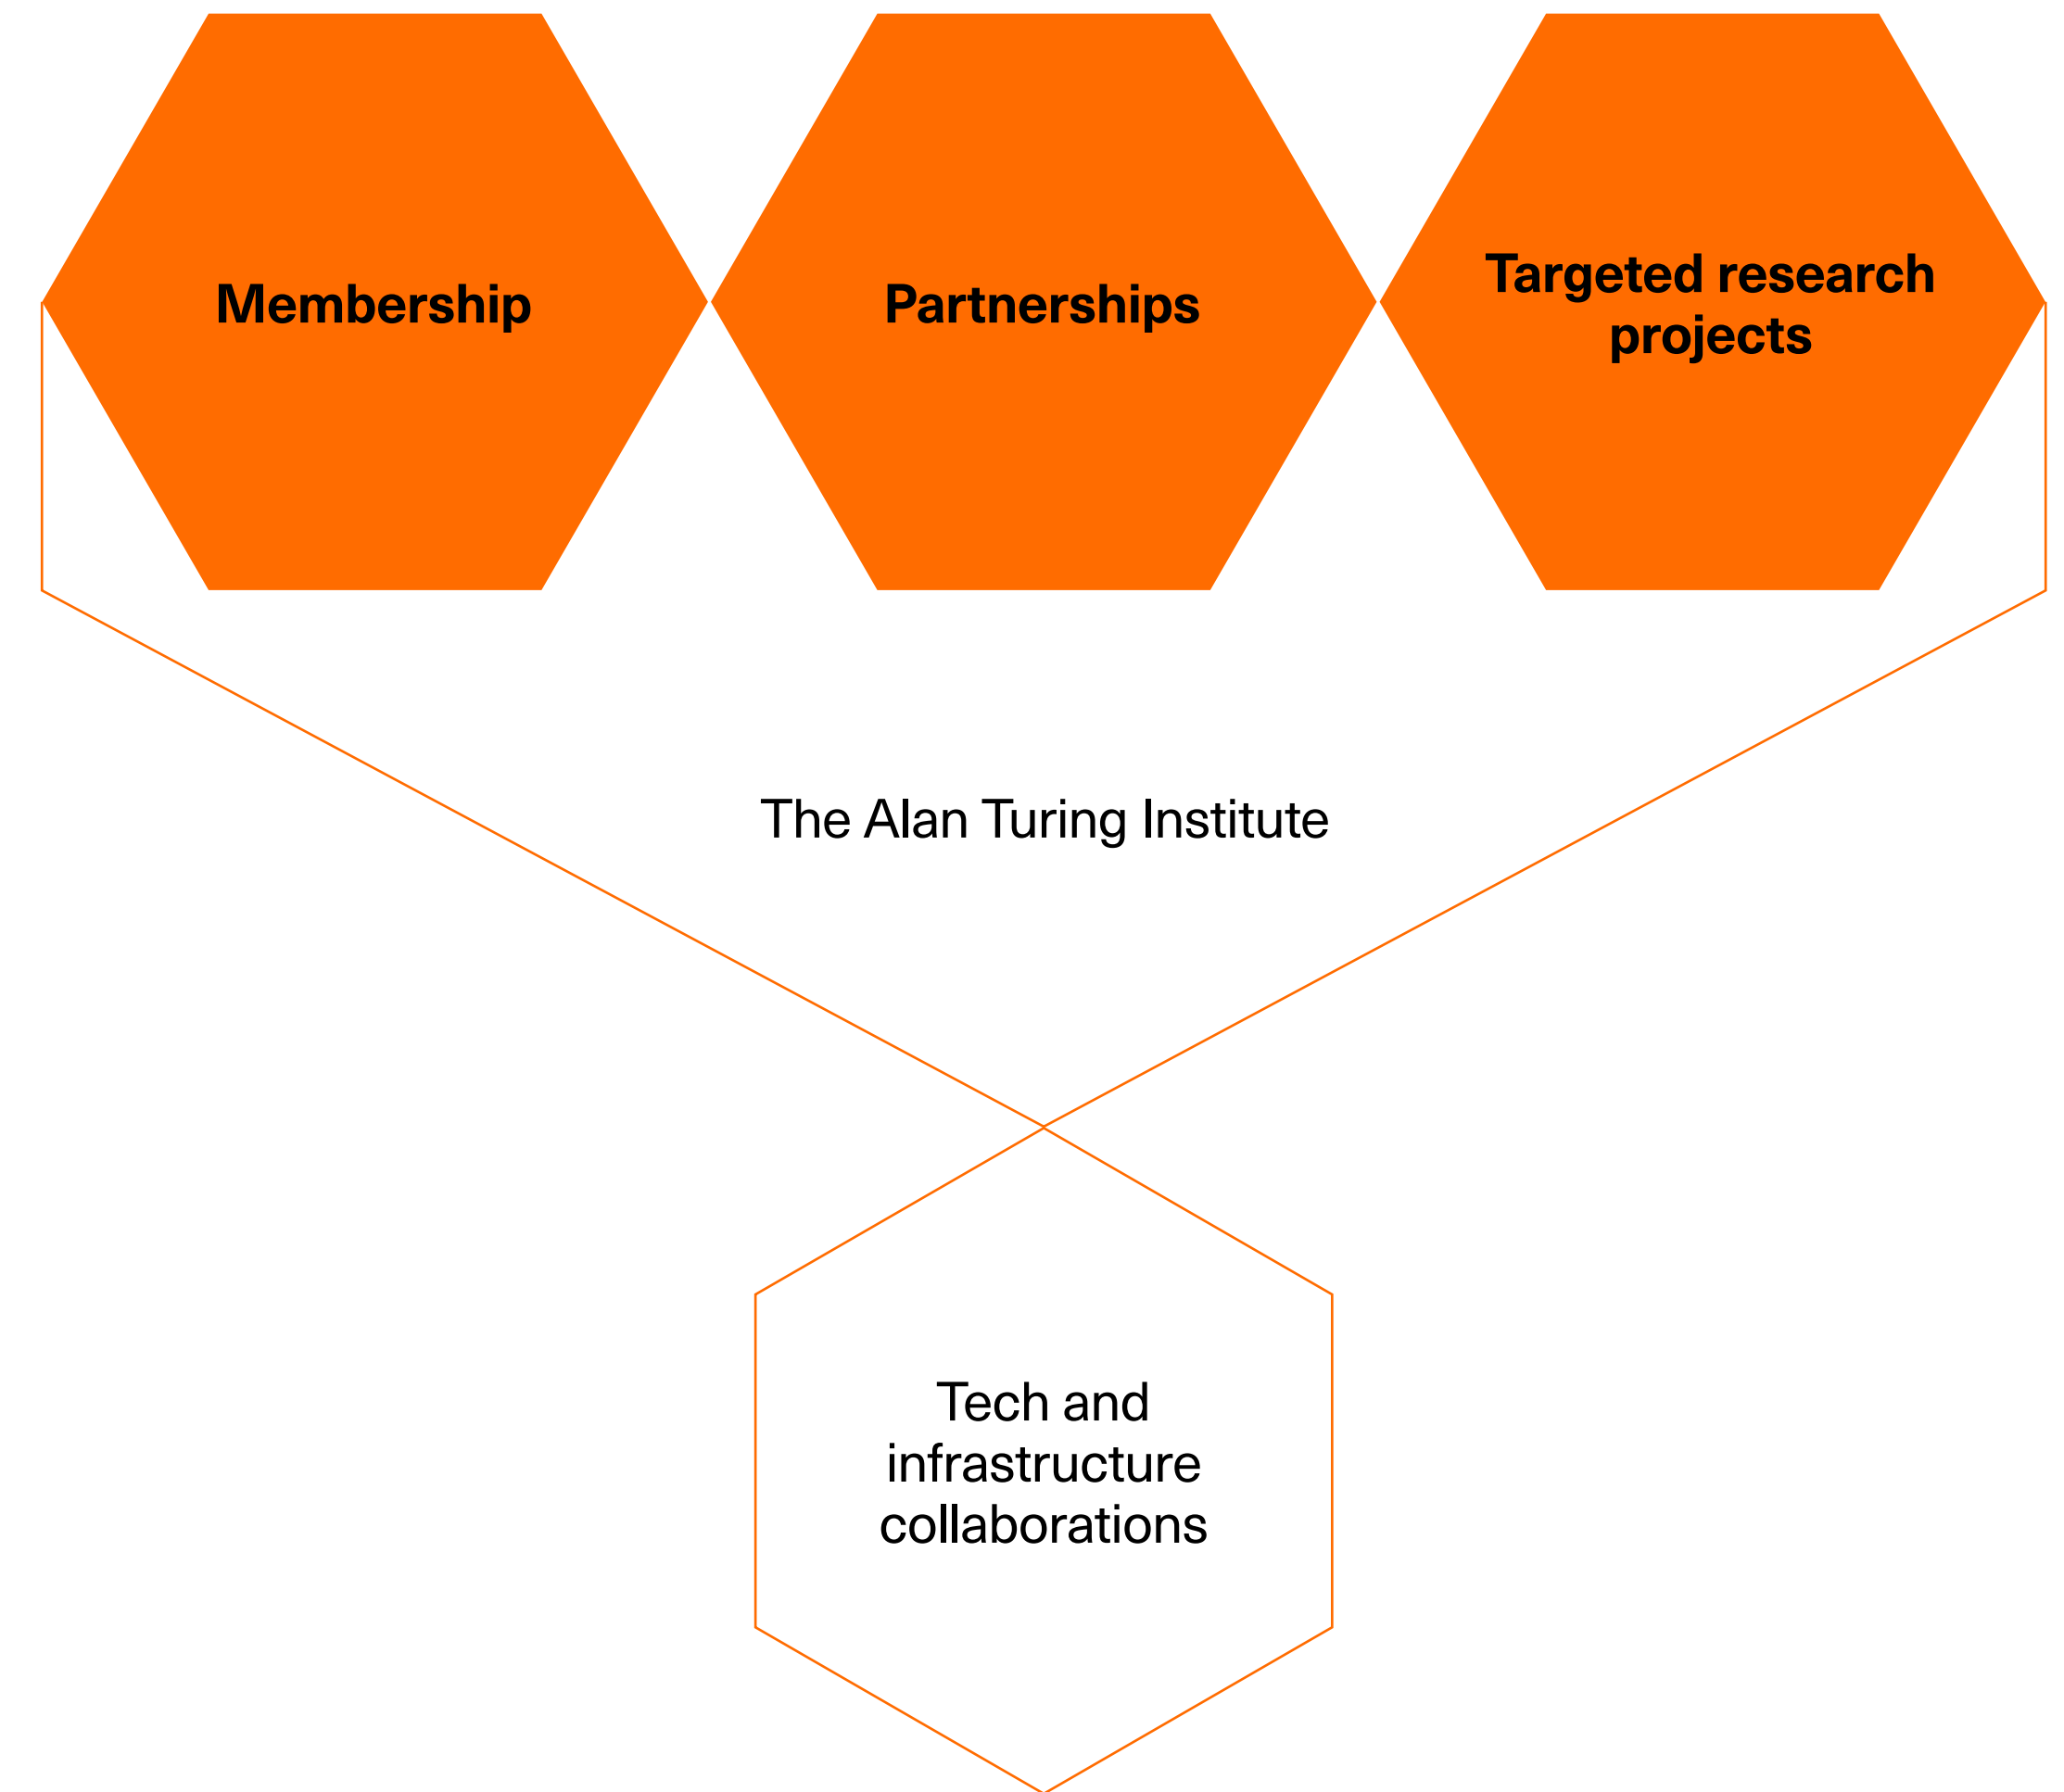 Membership
Partnerships
Targeted research
projects
The Alan Turing Institute
Tech and
infrastructure
collaborations